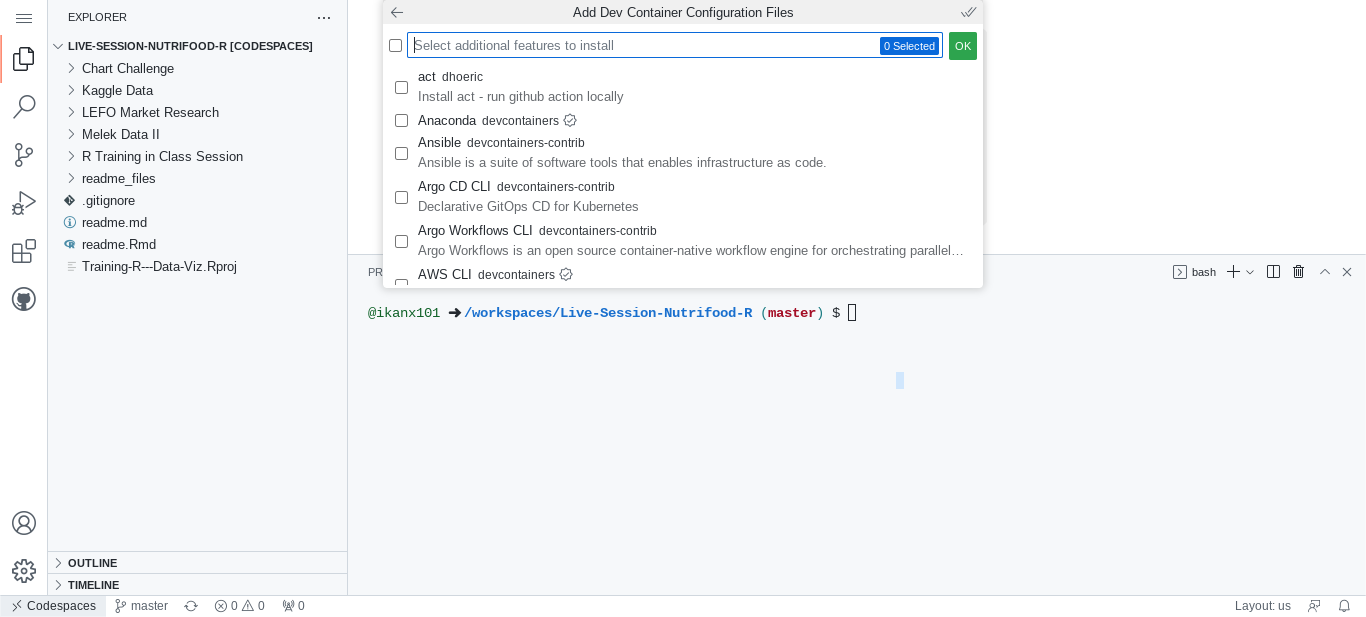 EXPLORER
LIVE-SESSION-NUTRIFOOD-R [CODESPACES]
Chart Challenge
Kaggle Data
LEFO Market Research
Melek Data II
R Training in Class Session
readme_files
.gitignore
readme.md
readme.Rmd
Training-R---Data-Viz.Rproj
OUTLINE
TIMELINE
Add Dev Container Configuration Files
Select additional features to install
0 Selected
OK
act dhoeric
Install act - run github action locally
Anaconda devcontainers
Ansible devcontainers-contrib
Ansible is a suite of software tools that enables infrastructure as code.
Argo CD CLI devcontainers-contrib
Declarative GitOps CD for Kubernetes
Argo Workflows CLI devcontainers-contrib
Argo Workflows is an open source container-native workflow engine for orchestrating parallel…
AWS CLI devcontainers
PR
bash
@ikanx101 ➜ /workspaces/Live-Session-Nutrifood-R (master) $
Codespaces master 0 0 0 Layout: us